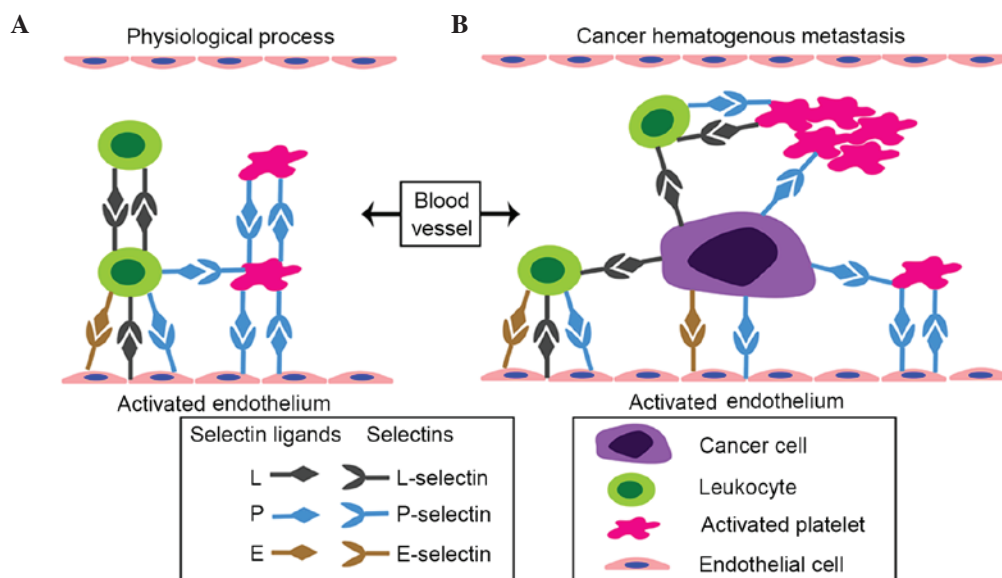 A
Physiological process
B
Cancer hematogenous metastasis
Blood
vessel
Activated endothelium
Activated endothelium
Selectin ligands
Selectins
L
L-selectin
P
P-selectin
E
E-selectin
Cancer cell
Leukocyte
Activated platelet
Endothelial cell